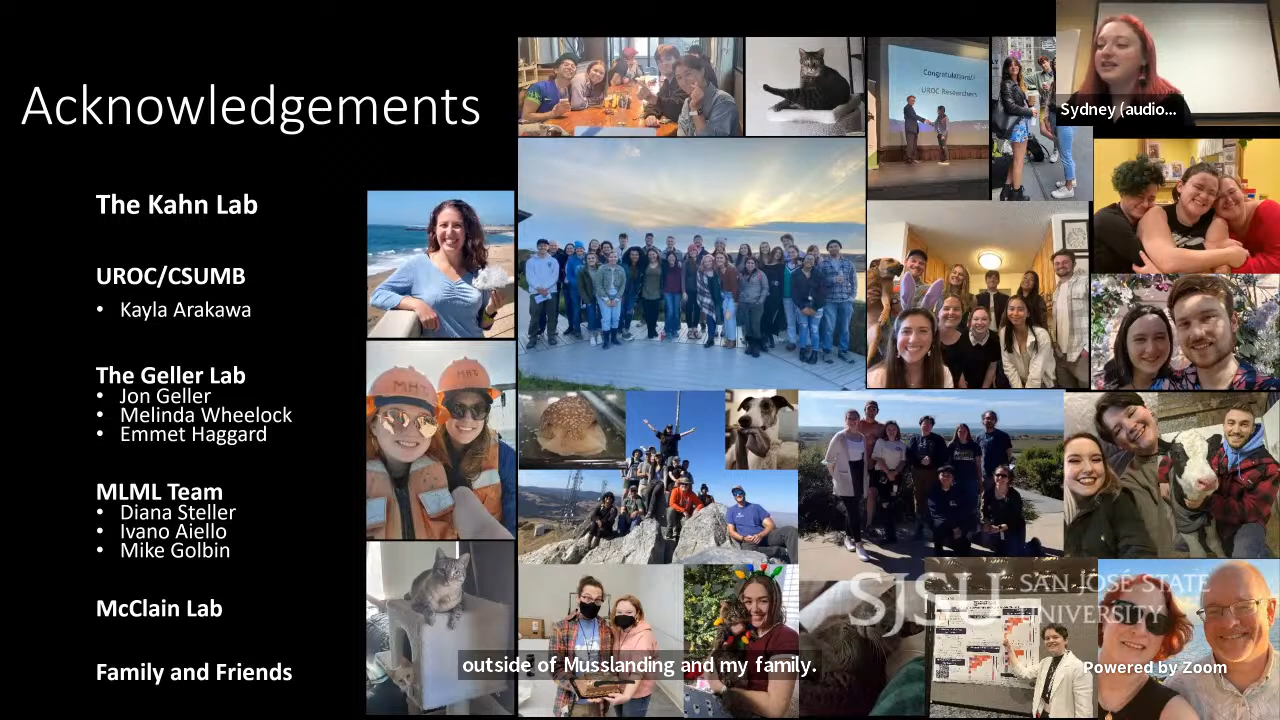 Acknowledgements
The Kahn Lab
UROC/CSUMB
• Kayla Arakawa
The Geller Lab
• Jon Geller
• Melinda Wheelock
• Emmet Haggard
MLML Team
• Diana Steller
• Ivano Aiello
• Mike Golbin
McClain Lab
Family and Friends
Congratulations!!
UROC Researchers
Sydney (audio...
MHT
MHT
SJSU
SAN JOSÉ STATE
UNIVERSITY
outside of Musslanding and my family.
Powered by Zoom